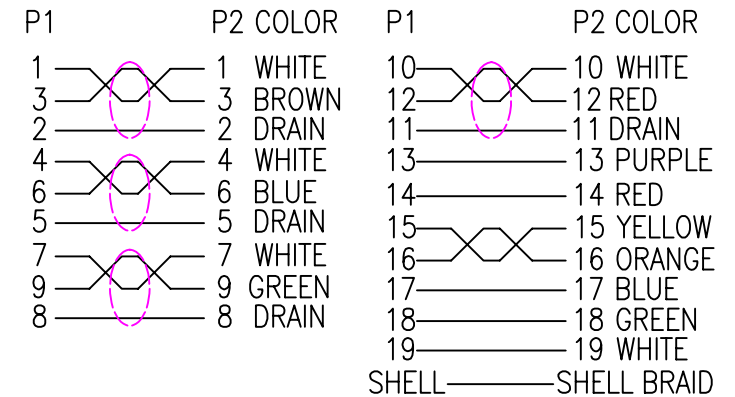 P1 P2 COLOR
1 1 WHITE
3 3 BROWN
2 2 DRAIN
4 4 WHITE
6 6 BLUE
5 5 DRAIN
7 7 WHITE
9 9 GREEN
8 8 DRAIN
P1 P2 COLOR
10 10 WHITE
12 12 RED
11 11 DRAIN
13 13 PURPLE
14 14 RED
15 15 YELLOW
16 16 ORANGE
17 17 BLUE
18 18 GREEN
19 19 WHITE
SHELL SHELL BRAID